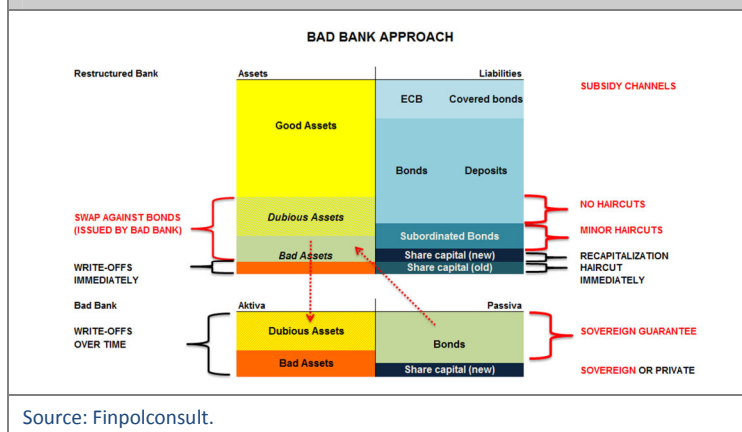 BAD BANK APPROACH
Restructured Bank
Assets
Liabilities
SUBSIDY CHANNELS
ECB
Covered bonds
Good Assets
Bonds
Deposits
NO HAIRCUTS
SWAP AGAINST BONDS
(ISSUED BY BAD BANK)
Dubious Assets
Subordinated Bonds
MINOR HAIRCUTS
Bad Assets
Share capital (new)
RECAPITALIZATION
WRITE-OFFS
IMMEDIATELY
Share capital (old)
HAIRCUT
IMMEDIATELY
Bad Bank
Aktiva
Passiva
WRITE-OFFS
OVER TIME
Dubious Assets
Bonds
SOVEREIGN GUARANTEE
Bad Assets
Share capital (new)
SOVEREIGN OR PRIVATE
Source: Finpolconsult.